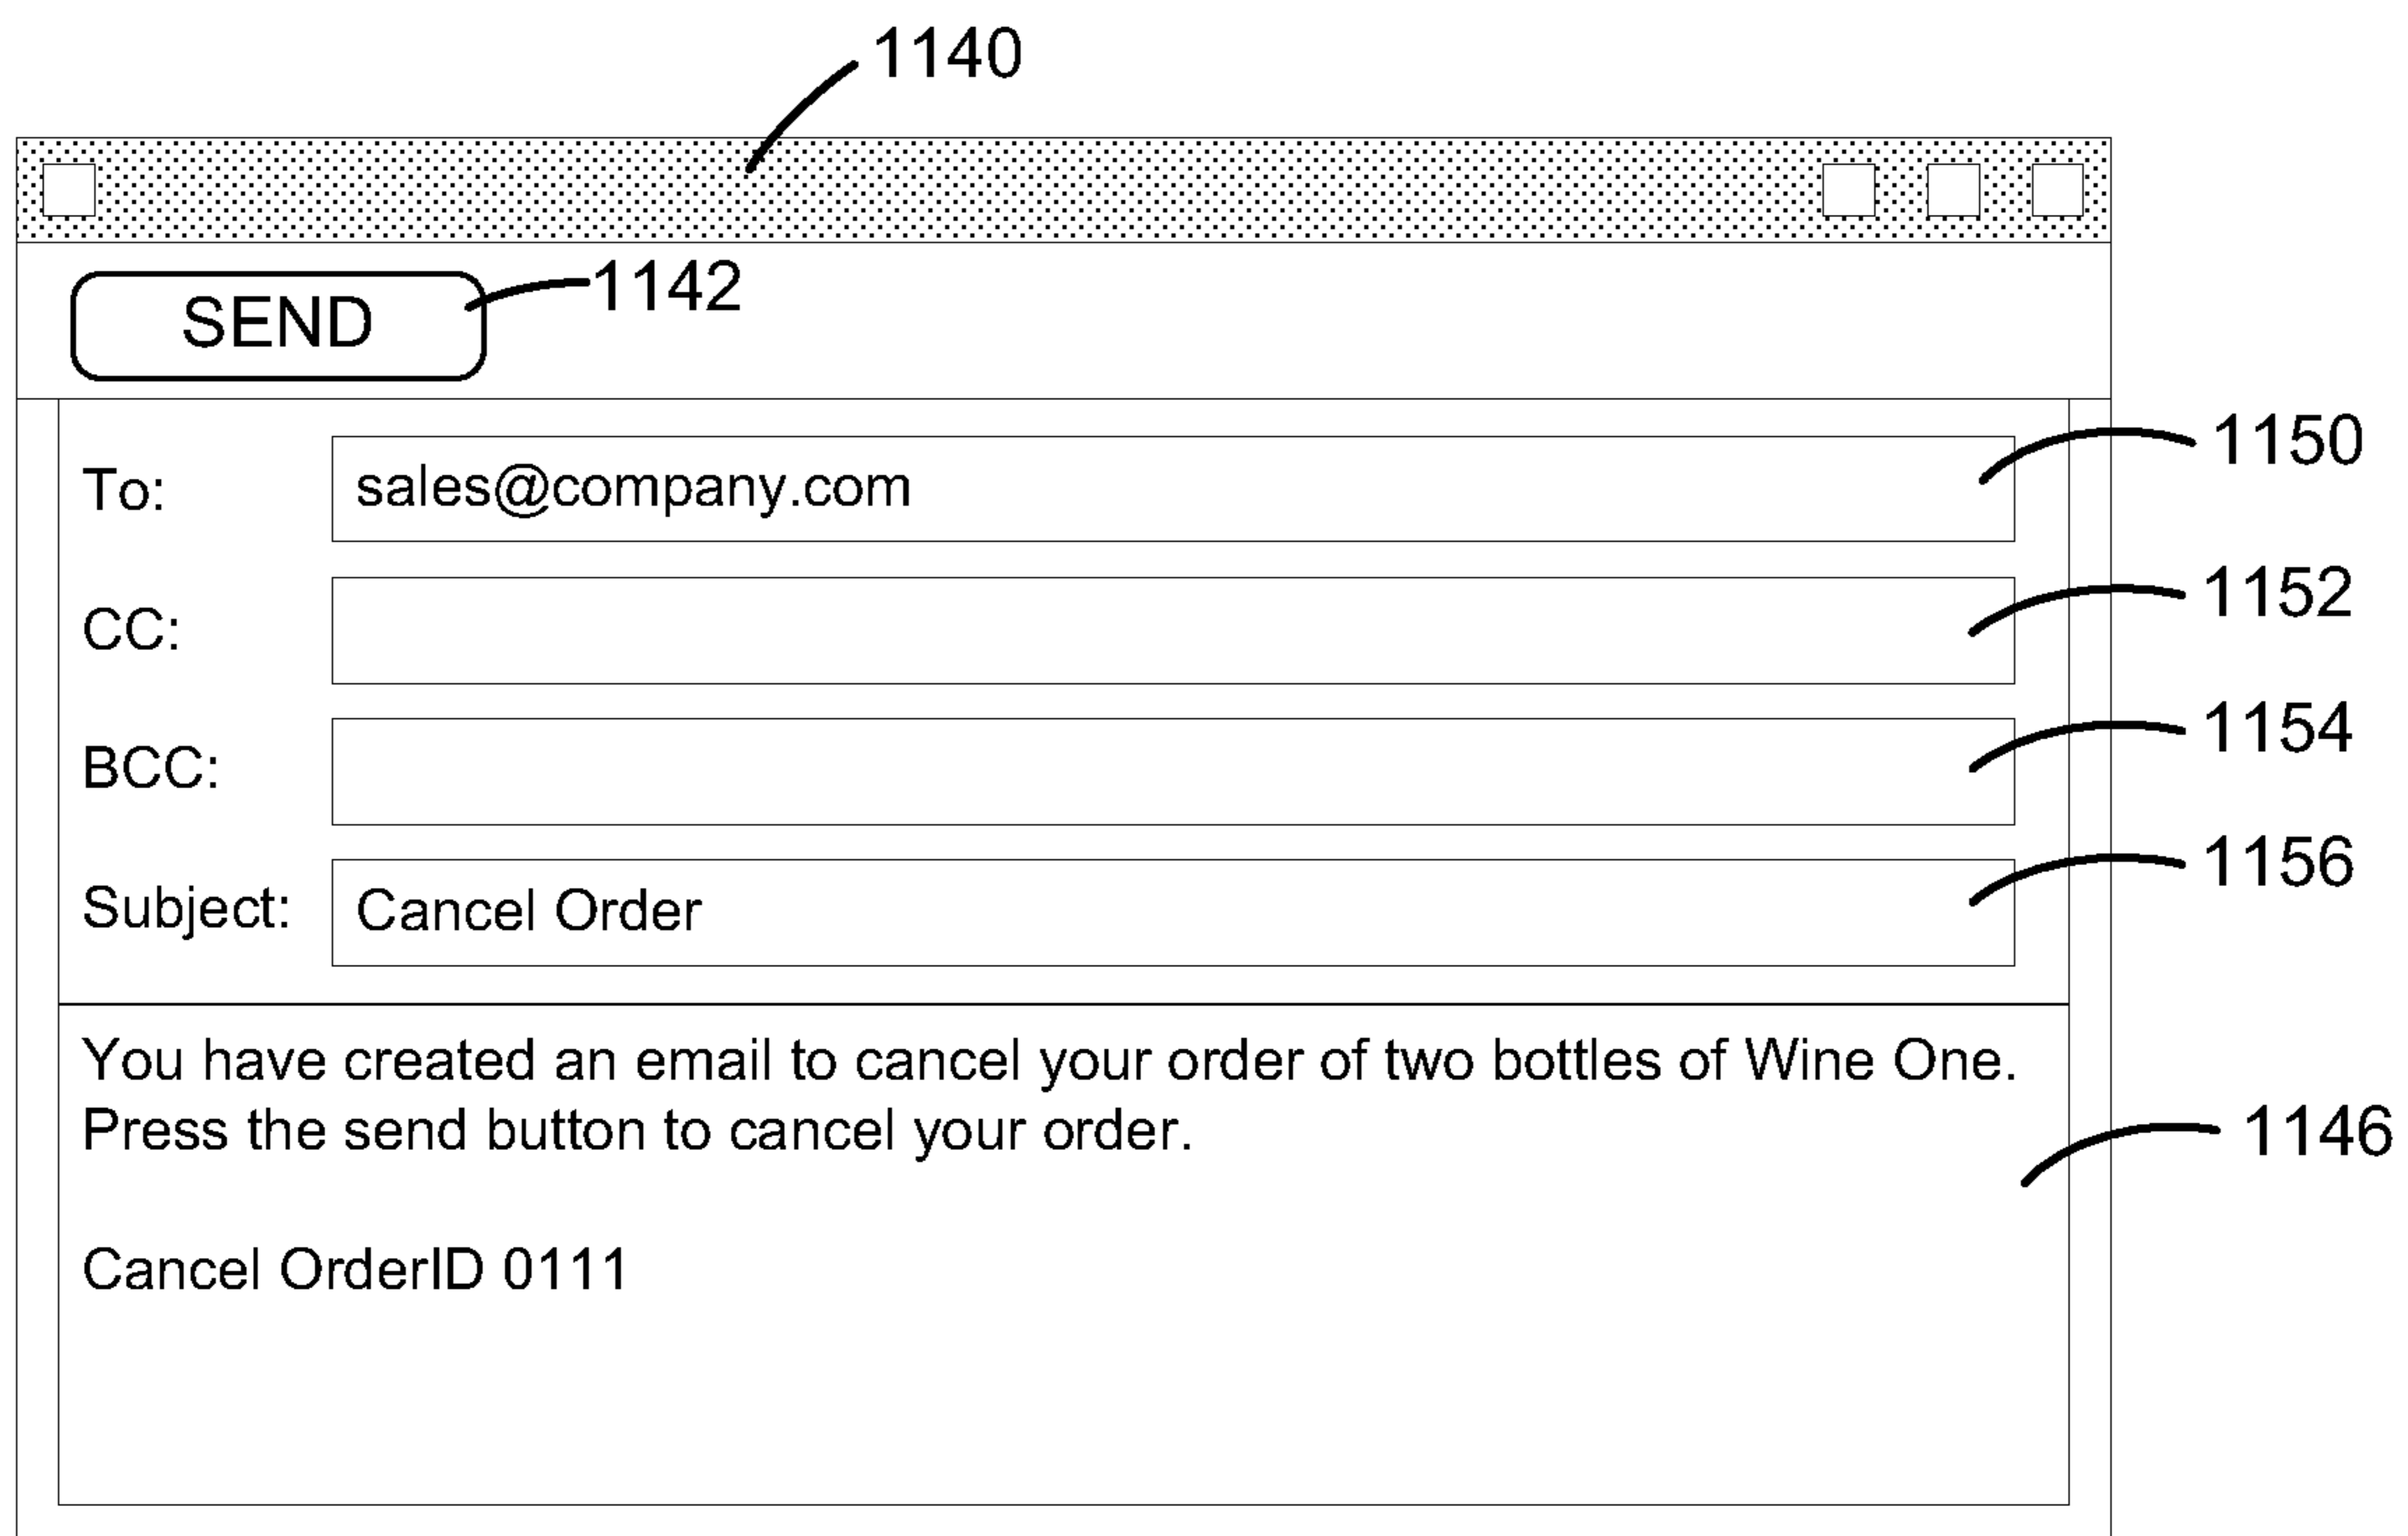 1140
SEND
1142
To:
sales@company.com
1150
CC:
1152
BCC:
1154
Subject:
Cancel Order
1156
You have created an email to cancel your order of two bottles of Wine One.
Press the send button to cancel your order.
1146
Cancel OrderID 0111